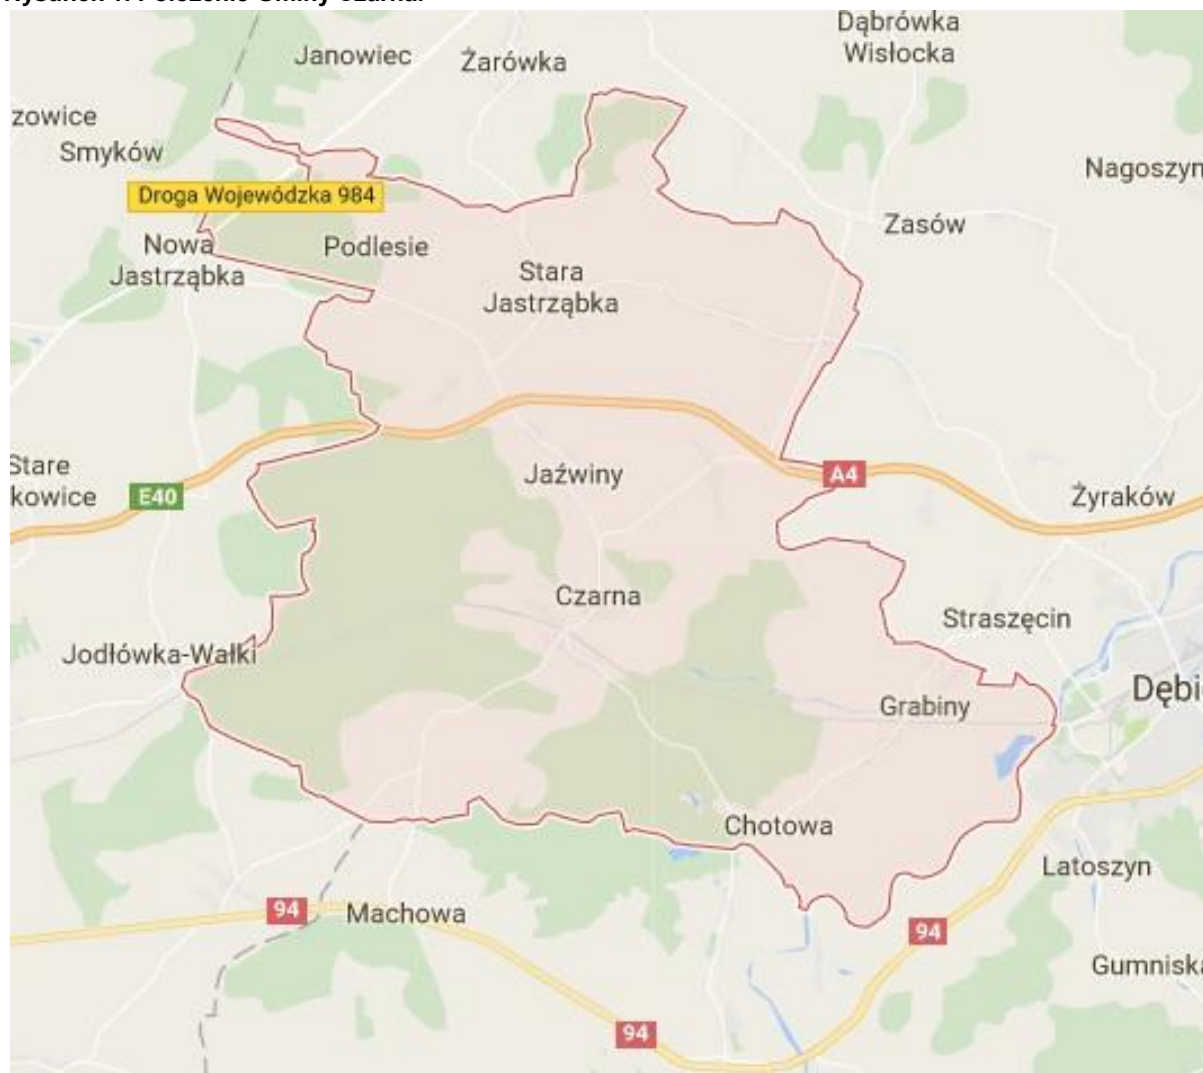 Dąbrówka
Wisłocka
Janowiec
Żarówka
zowice
Smyków
Nagoszyn
Droga Wojewódzka 984
Zasów
Nowa
Jastrząbka
Podlesie
Stara
Jastrząbka
Stare
kowice
E40
Jaźwiny
A4
Żyraków
Czarna
Straszęcin
Jodłówka-Wałki
Dębi
Grabiny
Chotowa
Latoszyn
94
Machowa
94
Gumniska
94